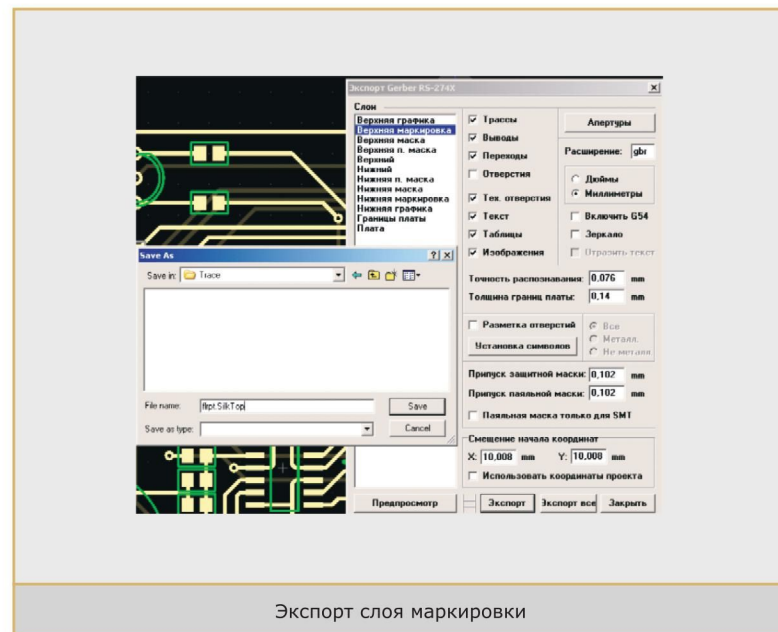 Экспорт Gerber RS-274X
Слои
Верхняя графика
Верхняя маркировка
Верхняя маска
Верхняя п. маска
Верхний
Нижний
Нижняя п. маска
Нижняя маска
Нижняя маркировка
Нижняя графика
Границы платы
Плата
Трассы
Выводы
Переходы
Отверстия
Тех. отверстия
Текст
Таблицы
Изображения
Апертуры
Расширение: gbr
Дюймы
Миллиметры
Включить G54
Зеркало
Отразить текст
Точность распознавания: 0,076 mm
Толщина границ платы: 0,14 mm
Разметка отверстий
Установка символов
Все
Металл.
Не металл.
Припуск защитной маски: 0,102 mm
Припуск паяльной маски: 0,102 mm
Паяльная маска только для SMT
Смещение начала координат
X: 10,008 mm Y: 10,008 mm
Использовать координаты проекта
Предпросмотр
Экспорт
Экспорт все
Закрыть
Save As
Save in: Trace
File name: flrpt.SilkTop
Save
Save as type:
Cancel
Экспорт слоя маркировки